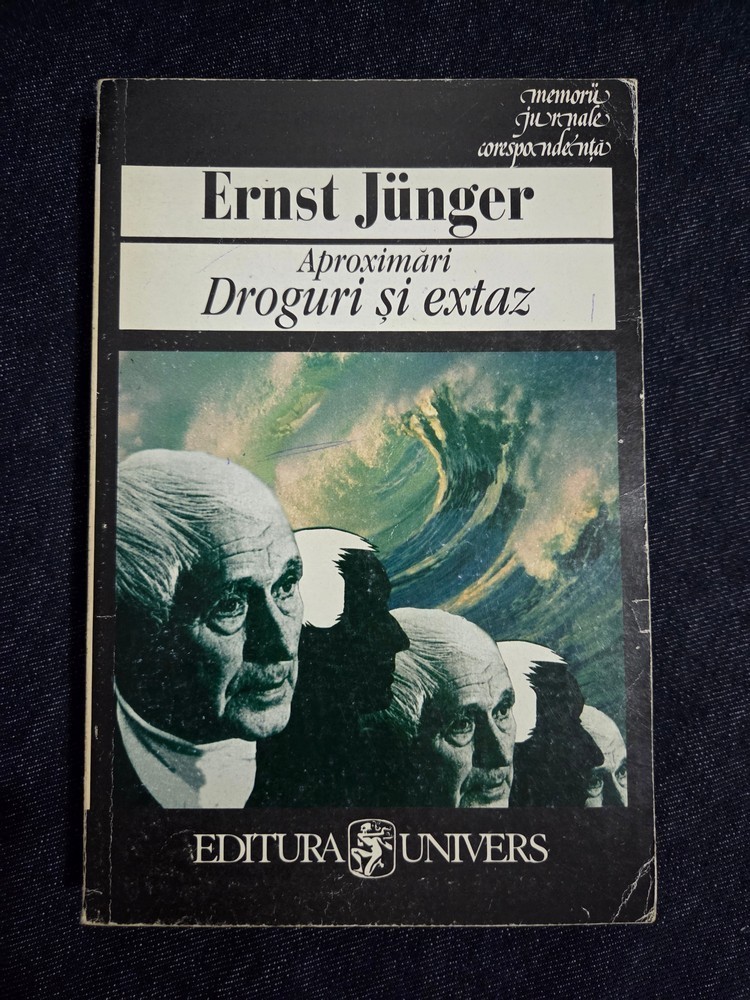 memorii
jurnale
corespondență
Ernst Jünger
Aproximări
Droguri și extaz
EDITURA UNIVERS